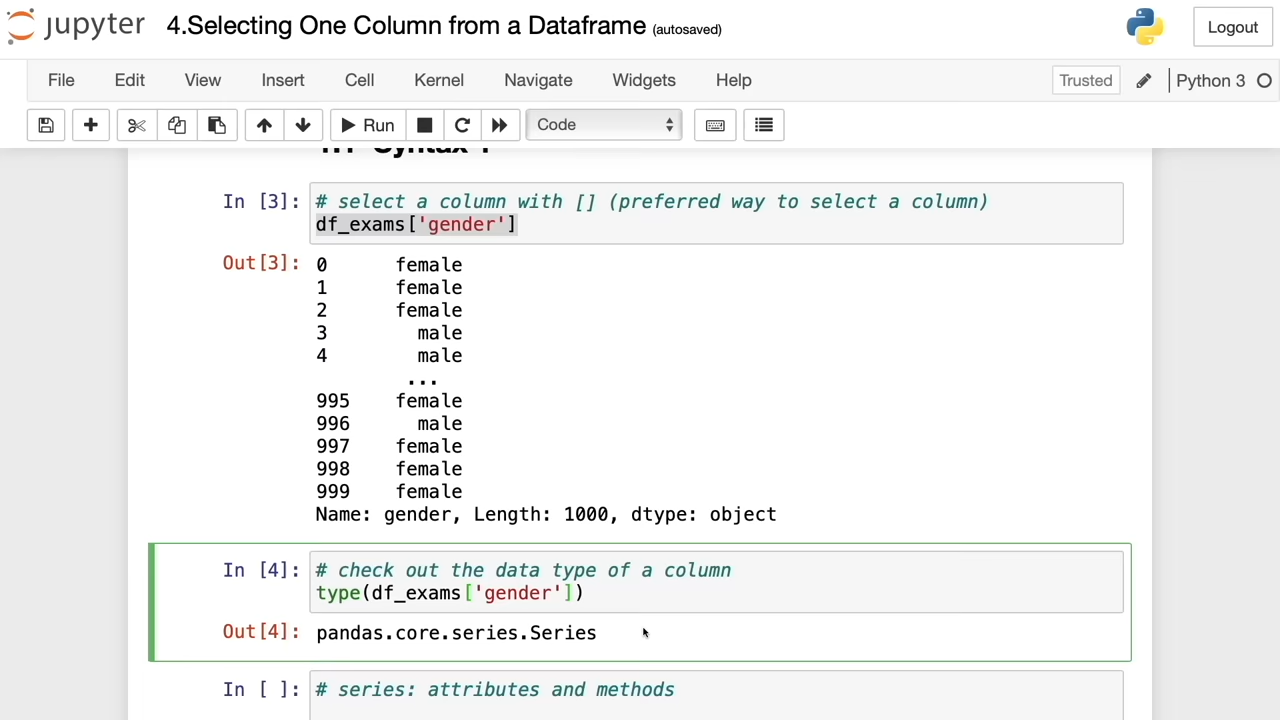 jupyter 4.Selecting One Column from a Dataframe (autosaved) Logout
File Edit View Insert Cell Kernel Navigate Widgets Help Trusted Python 3
Run Code
In [3]: # select a column with [] (preferred way to select a column)
df_exams['gender']
Out[3]: 0 female
1 female
2 female
3 male
4 male
...
995 female
996 male
997 female
998 female
999 female
Name: gender, Length: 1000, dtype: object
In [4]: # check out the data type of a column
type(df_exams['gender'])
Out[4]: pandas.core.series.Series
In [ ]: # series: attributes and methods